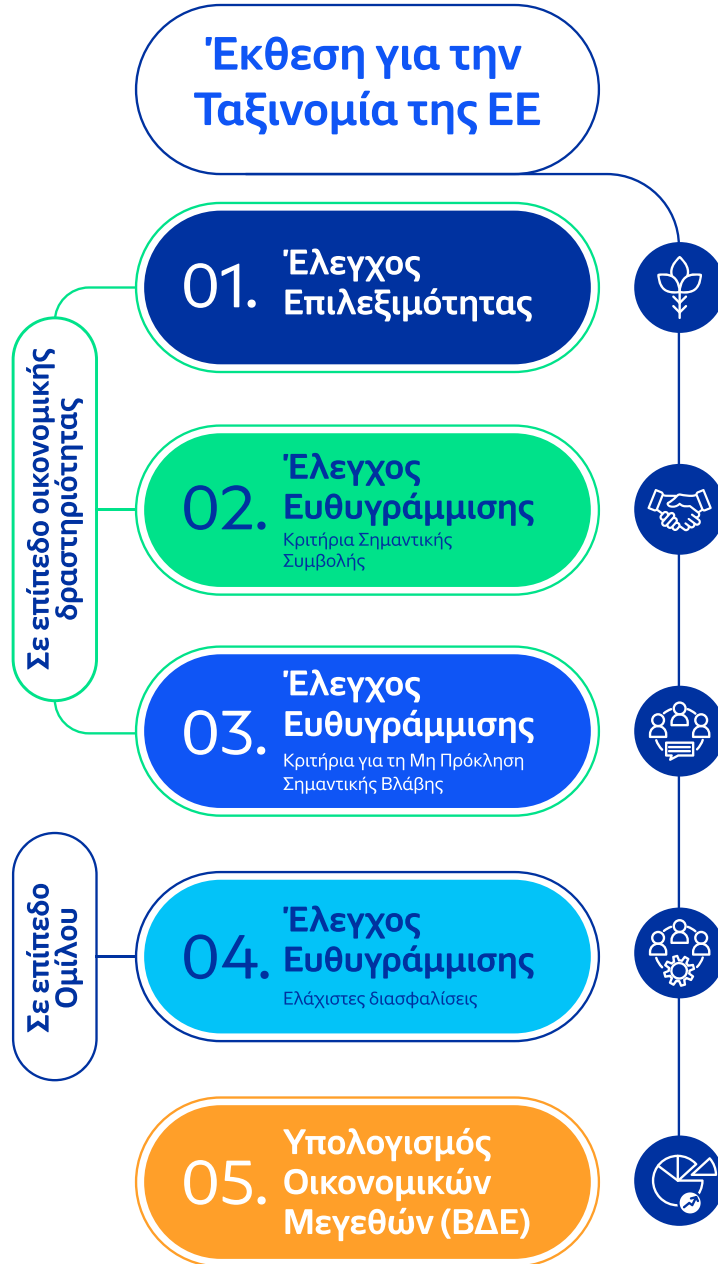 Έκθεση για την
Ταξινομία της ΕΕ
01. Έλεγχος
Επιλεξιμότητας
Σε επίπεδο οικονομικής
δραστηριότητας
02. Έλεγχος
Ευθυγράμμισης
Κριτήρια Σημαντικής
Συμβολής
03. Έλεγχος
Ευθυγράμμισης
Κριτήρια για τη Μη Πρόκληση
Σημαντικής Βλάβης
Σε επίπεδο
Ομίλου
04. Έλεγχος
Ευθυγράμμισης
Ελάχιστες διασφαλίσεις
05. Υπολογισμός
Οικονομικών
Μεγεθών (ΒΔΕ)